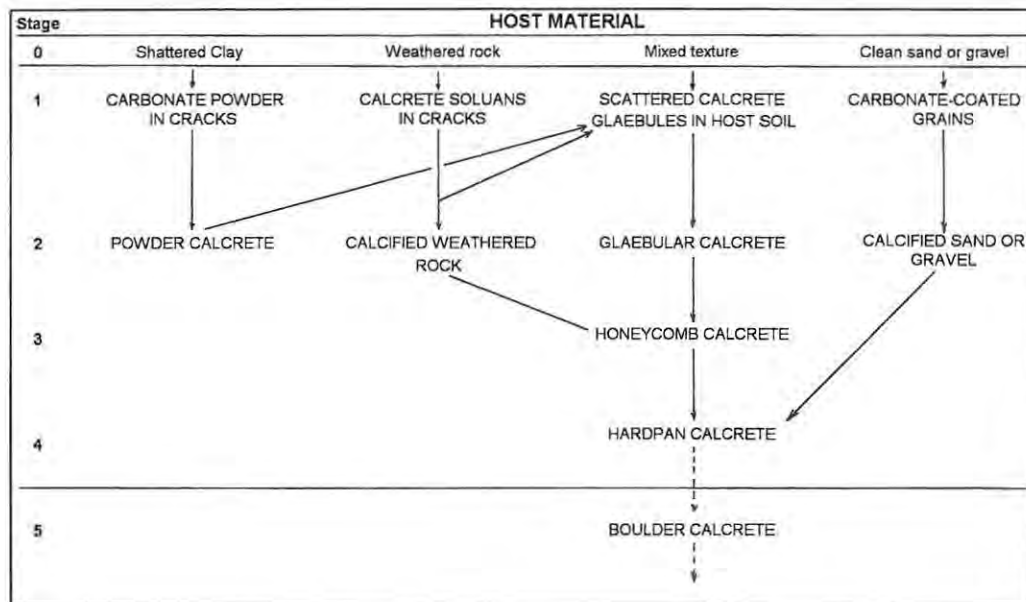 Stage HOST MATERIAL
0 Shattered Clay Weathered rock Mixed texture Clean sand or gravel
1 CARBONATE POWDER CALCRETE SOLUANS SCATTERED CALCRETE CARBONATE-COATED
IN CRACKS IN CRACKS GLAEBULES IN HOST SOIL GRAINS
2 POWDER CALCRETE CALCIFIED WEATHERED GLAEBULAR CALCRETE CALCIFIED SAND OR
ROCK GRAVEL
3 HONEYCOMB CALCRETE
4 HARDPAN CALCRETE
5 BOULDER CALCRETE